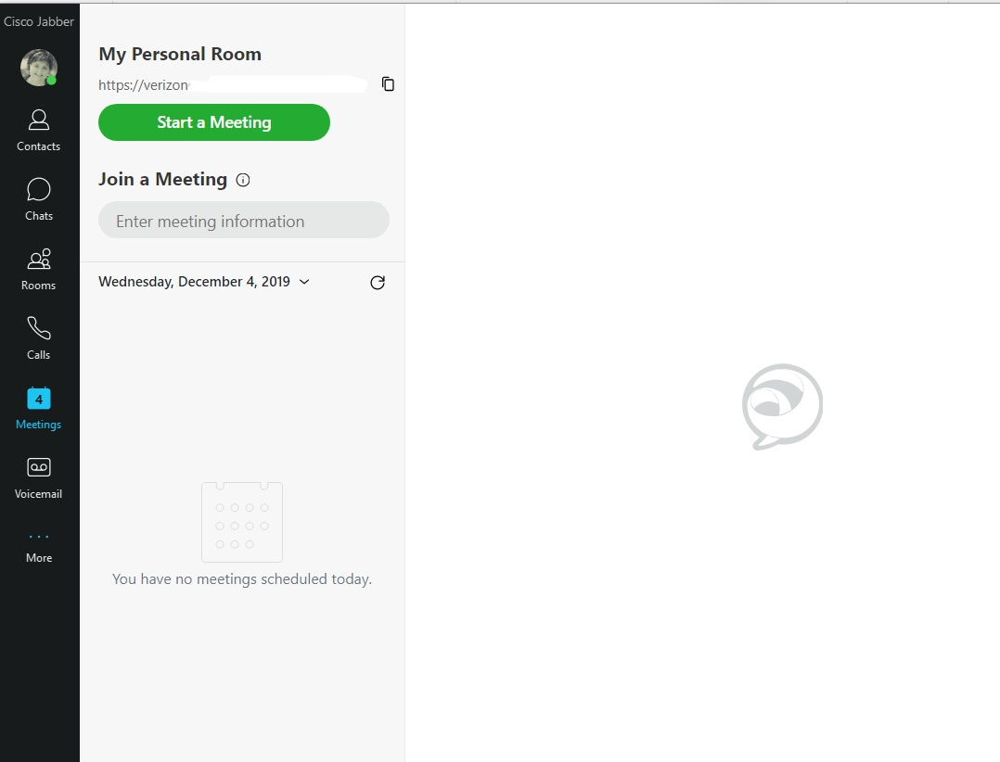 Cisco Jabber
Contacts
Chats
Rooms
Calls
4
Meetings
Voicemail
More
My Personal Room
https://verizon
Start a Meeting
Join a Meeting
Enter meeting information
Wednesday, December 4, 2019
You have no meetings scheduled today.